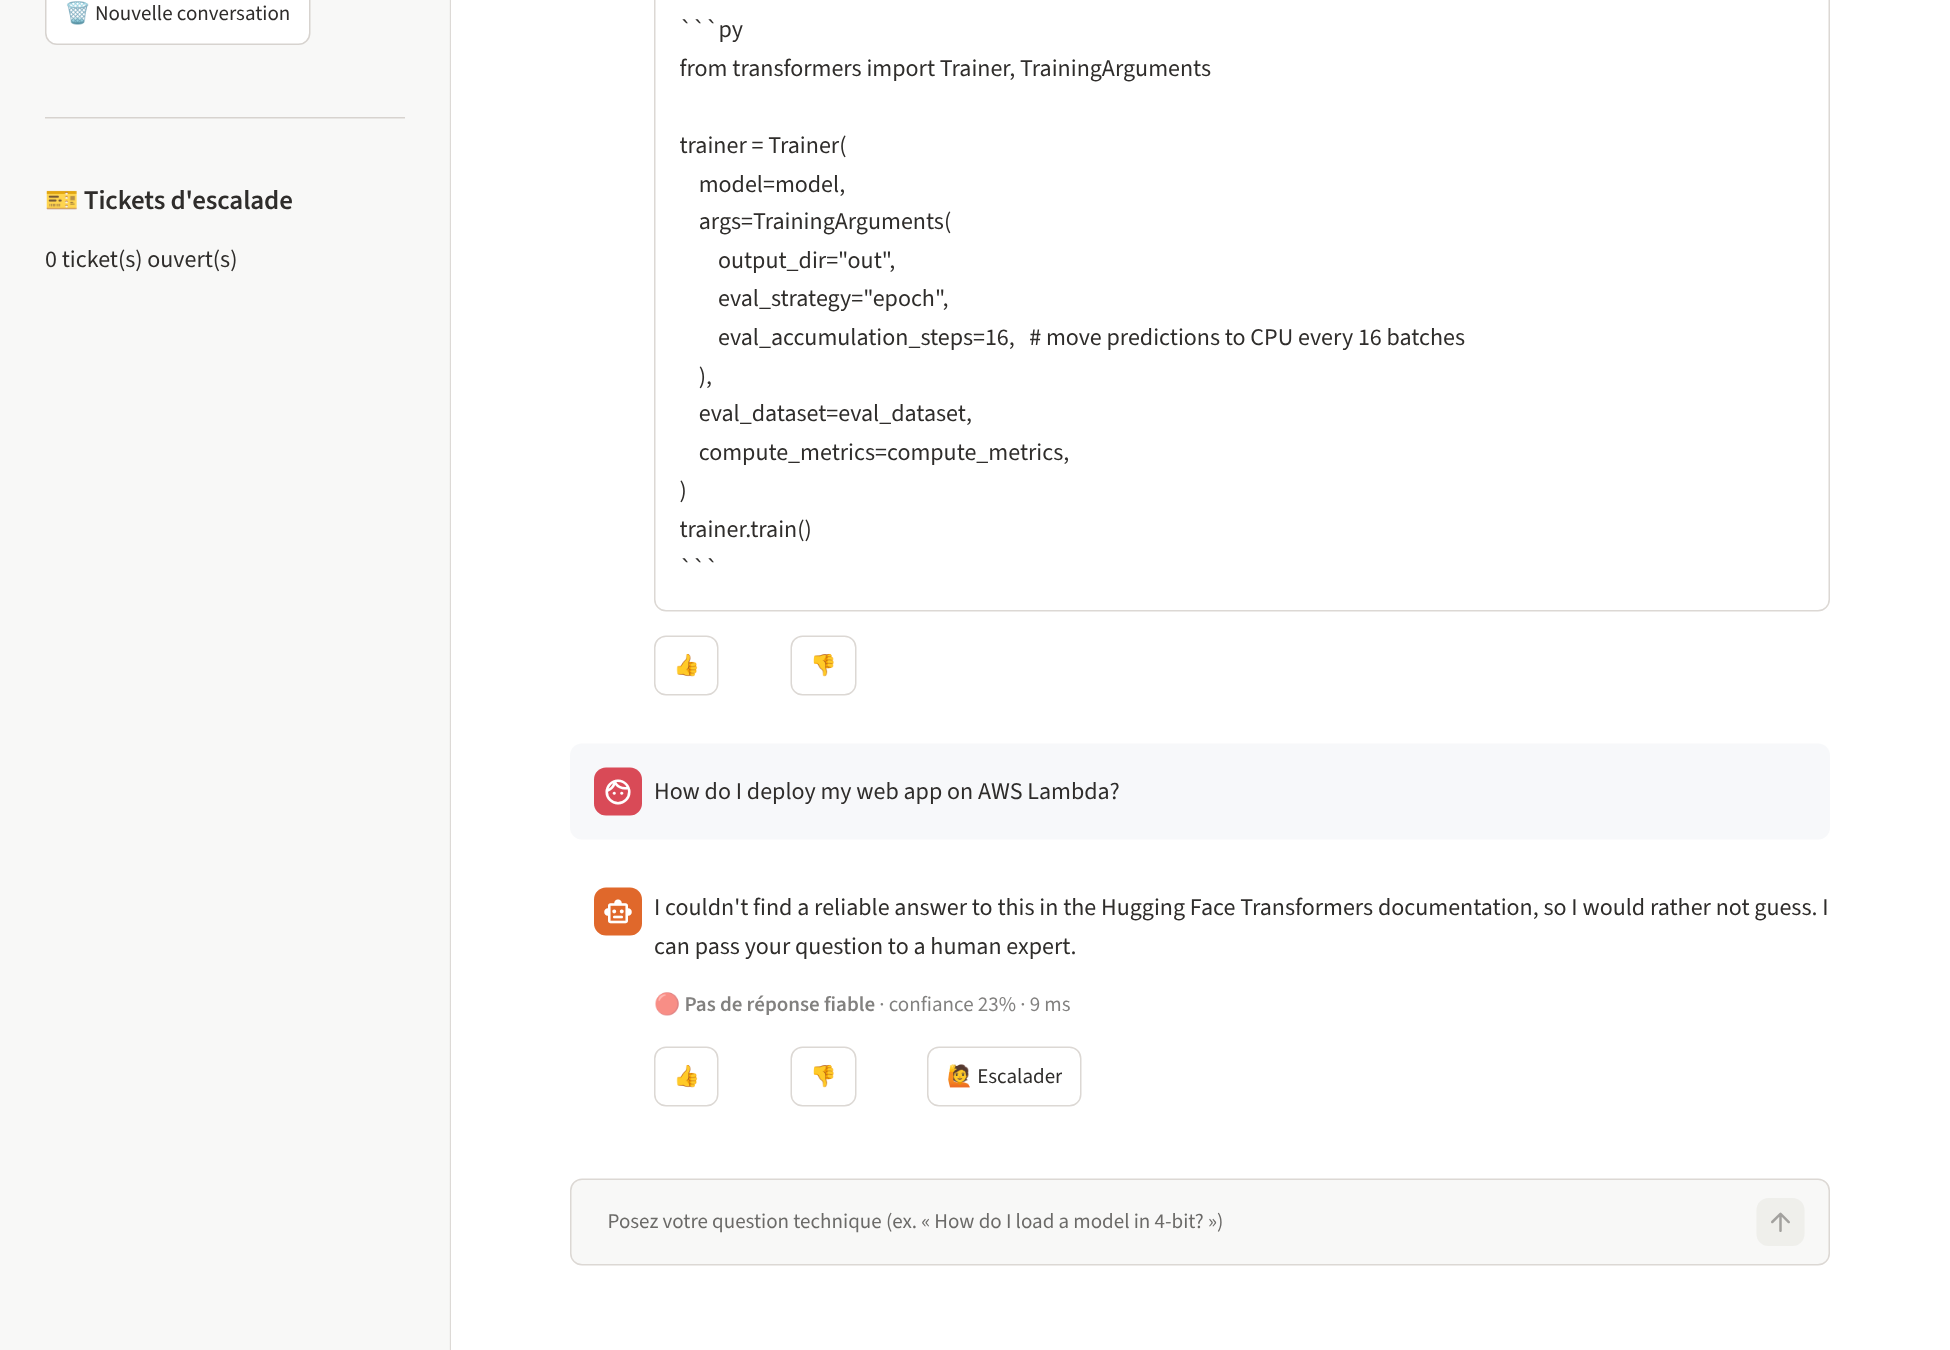 🗑️ Nouvelle conversation
🎫 Tickets d'escalade
0 ticket(s) ouvert(s)
```py
from transformers import Trainer, TrainingArguments

trainer = Trainer(
    model=model,
    args=TrainingArguments(
        output_dir="out",
        eval_strategy="epoch",
        eval_accumulation_steps=16,   # move predictions to CPU every 16 batches
    ),
    eval_dataset=eval_dataset,
    compute_metrics=compute_metrics,
)
trainer.train()
```
👍 👎
How do I deploy my web app on AWS Lambda?
I couldn't find a reliable answer to this in the Hugging Face Transformers documentation, so I would rather not guess. I
can pass your question to a human expert.
🔴 Pas de réponse fiable · confiance 23% · 9 ms
👍 👎 🙋 Escalader
Posez votre question technique (ex. « How do I load a model in 4-bit? »)